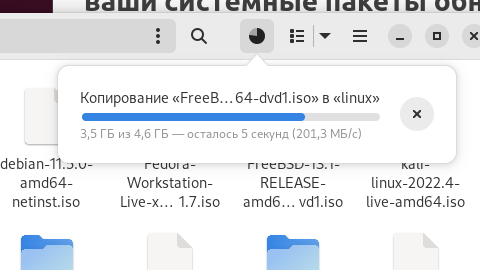 ваши системные пакеты обн
Копирование «FreeB…64-dvd1.iso» в «linux»
3,5 ГБ из 4,6 ГБ — осталось 5 секунд (201,3 МБ/с)
debian-11.5.0- Fedora- FreeBSD-13.1- kali-
amd64- Workstation- RELEASE- linux-2022.4-
netinst.iso Live-x… 1.7.iso amd6… vd1.iso live-amd64.iso